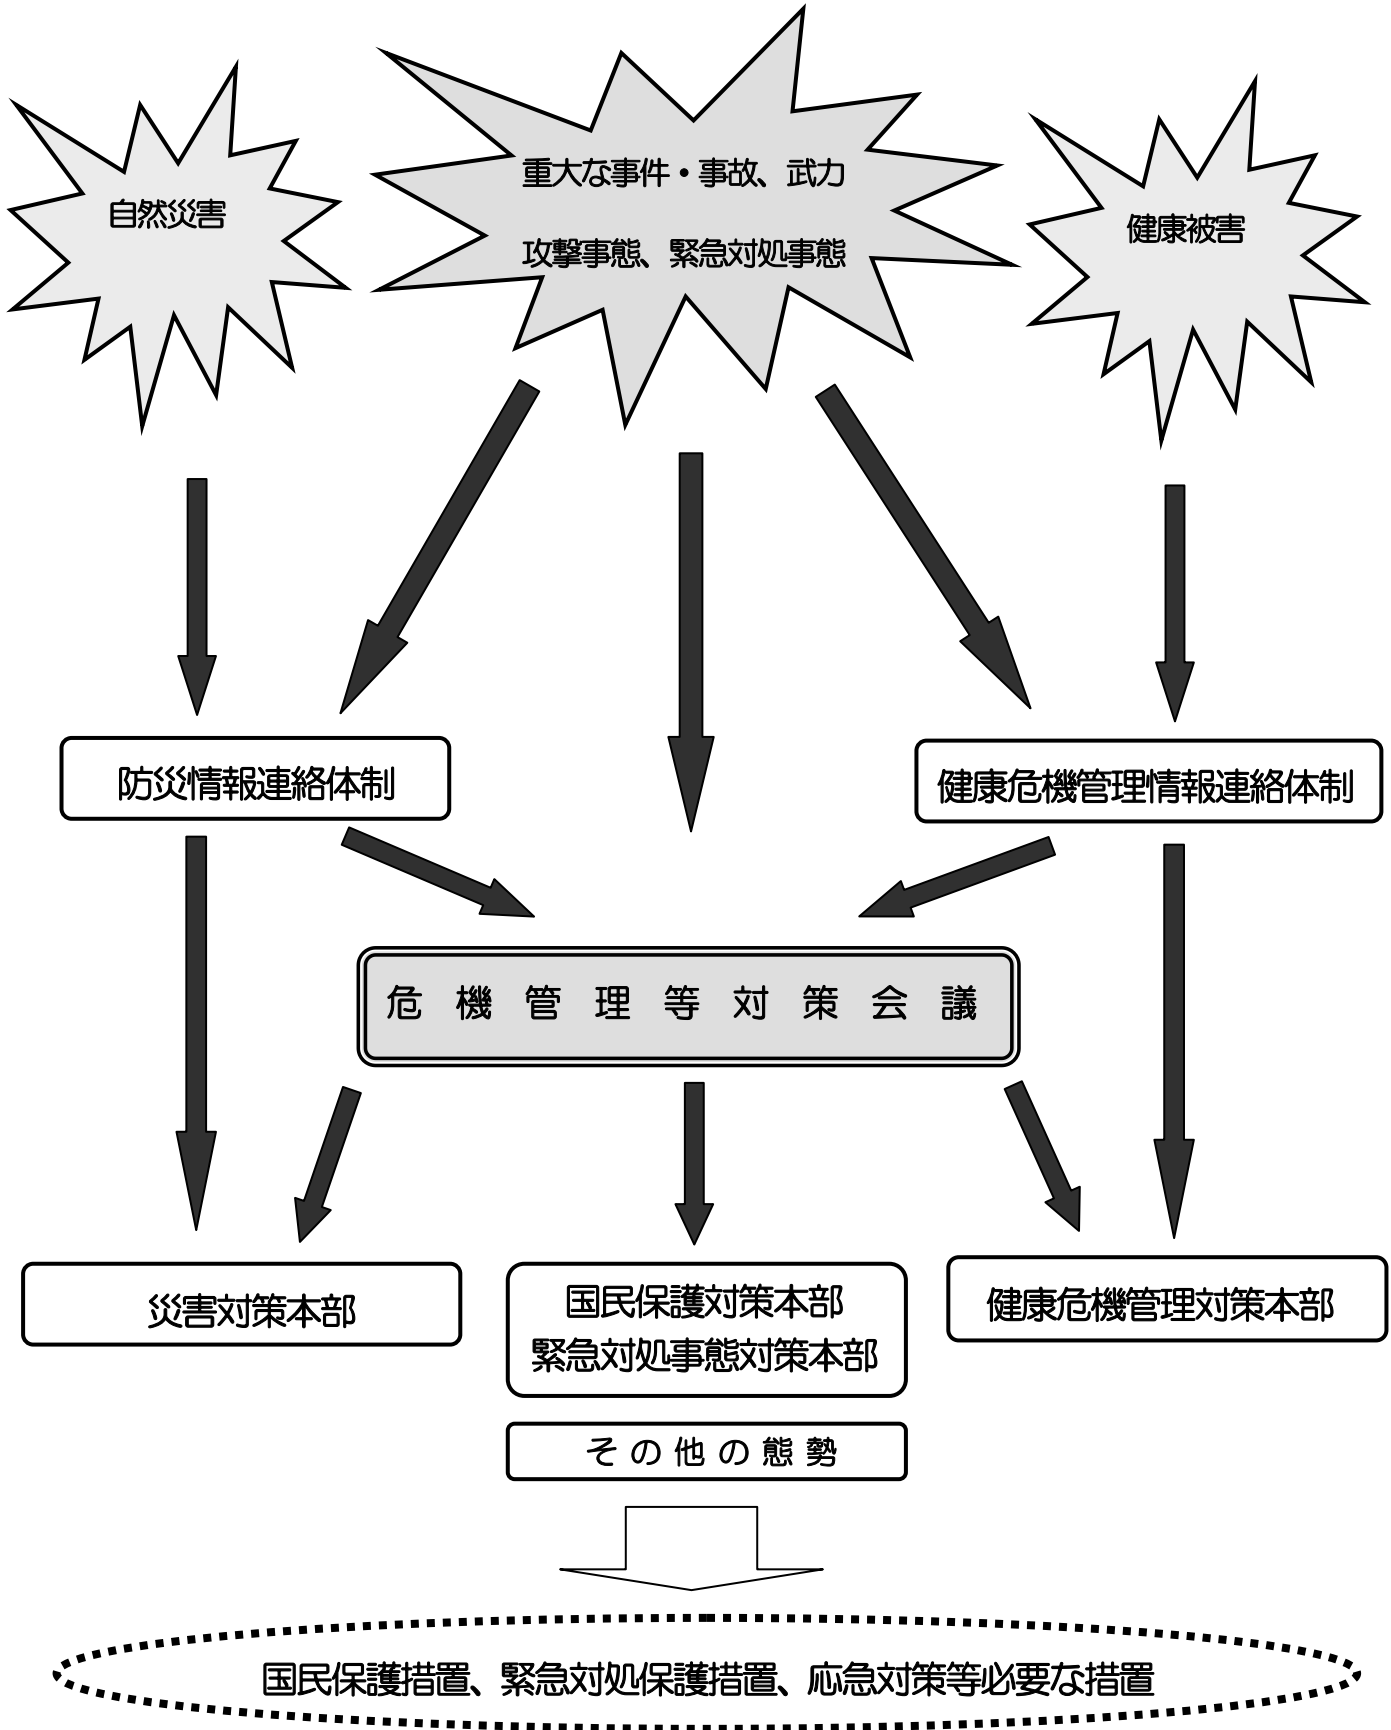 自然災害
重大な事件・事故、武力
攻撃事態、緊急対処事態
健康被害
防災情報連絡体制
健康危機管理情報連絡体制
危機管理等対策会議
災害対策本部
国民保護対策本部
緊急対処事態対策本部
健康危機管理対策本部
その他の態勢
国民保護措置、緊急対処保護措置、応急対策等必要な措置